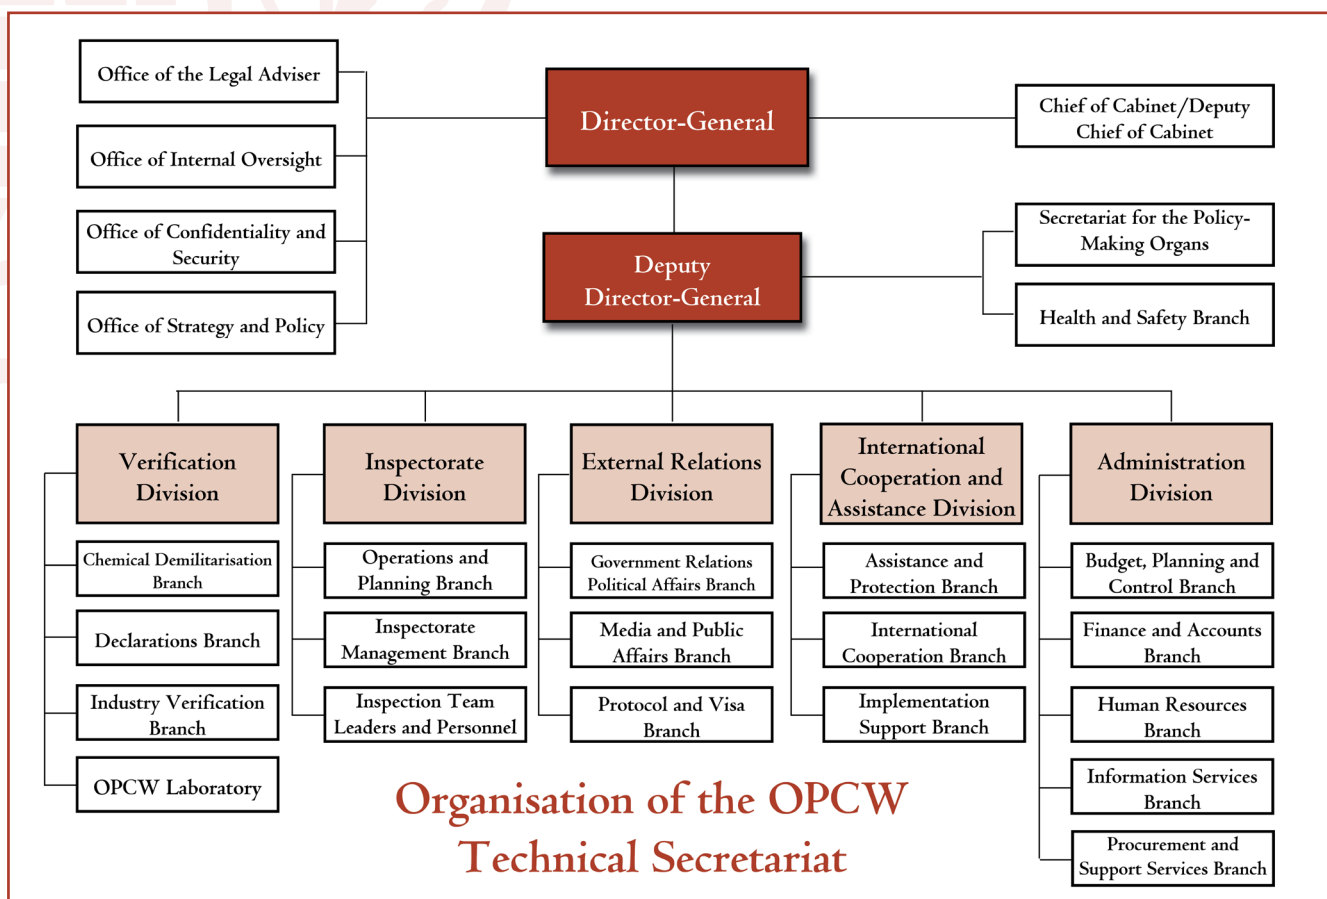 Office of the Legal Adviser
Office of Internal Oversight
Office of Confidentiality and
Security
Office of Strategy and Policy
Director-General
Chief of Cabinet/Deputy
Chief of Cabinet
Deputy
Director-General
Secretariat for the Policy-
Making Organs
Health and Safety Branch
Verification
Division
Chemical Demilitarisation
Branch
Declarations Branch
Industry Verification
Branch
OPCW Laboratory
Inspectorate
Division
Operations and
Planning Branch
Inspectorate
Management Branch
Inspection Team
Leaders and Personnel
External Relations
Division
Government Relations
Political Affairs Branch
Media and Public
Affairs Branch
Protocol and Visa
Branch
International
Cooperation and
Assistance Division
Assistance and
Protection Branch
International
Cooperation Branch
Implementation
Support Branch
Administration
Division
Budget, Planning and
Control Branch
Finance and Accounts
Branch
Human Resources
Branch
Information Services
Branch
Procurement and
Support Services Branch
Organisation of the OPCW
Technical Secretariat